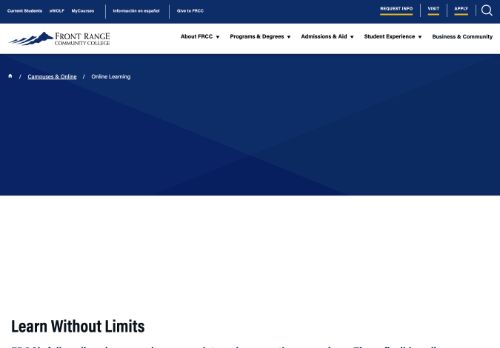 Current Students eWOLF MyCourses Información en español Give to FRCC REQUEST INFO VISIT APPLY
FRONT RANGE
COMMUNITY COLLEGE
About FRCC Programs & Degrees Admissions & Aid Student Experience Business & Community
/ Campuses & Online / Online Learning
Learn Without Limits